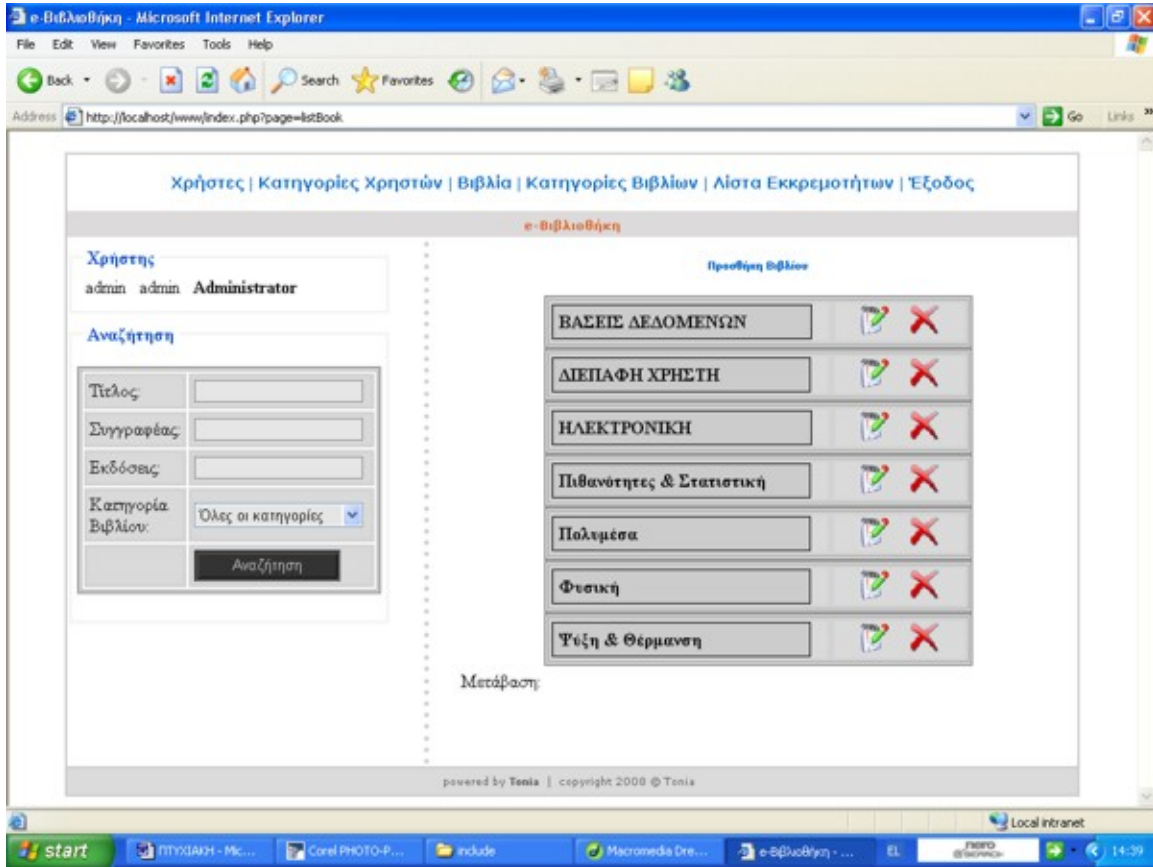 e-Βιβλιοθήκη - Microsoft Internet Explorer
File Edit View Favorites Tools Help
Back Search Favorites
Address http://localhost/www/index.php?page=listBook Go Links
Χρήστες | Κατηγορίες Χρηστών | Βιβλία | Κατηγορίες Βιβλίων | Λίστα Εκκρεμοτήτων | Έξοδος
e-Βιβλιοθήκη
Χρήστης
admin admin Administrator
Αναζήτηση
Τίτλος:
Συγγραφέας:
Εκδόσεις:
Κατηγορία
Βιβλίου:
Όλες οι κατηγορίες
Αναζήτηση
Προσθήκη Βιβλίου
ΒΑΣΕΙΣ ΔΕΔΟΜΕΝΩΝ
ΔΙΕΠΑΦΗ ΧΡΗΣΤΗ
ΗΛΕΚΤΡΟΝΙΚΗ
Πιθανότητες & Στατιστική
Πολυμέσα
Φυσική
Ψύξη & Θέρμανση
Μετάβαση:
powered by Tonia | copyright 2008 © Tonia
Local intranet
start ΠΤΥΧΙΑΚΗ - Mic... Corel PHOTO-P... include Macromedia Dre... e-Βιβλιοθήκη - ... EL nero 14:39